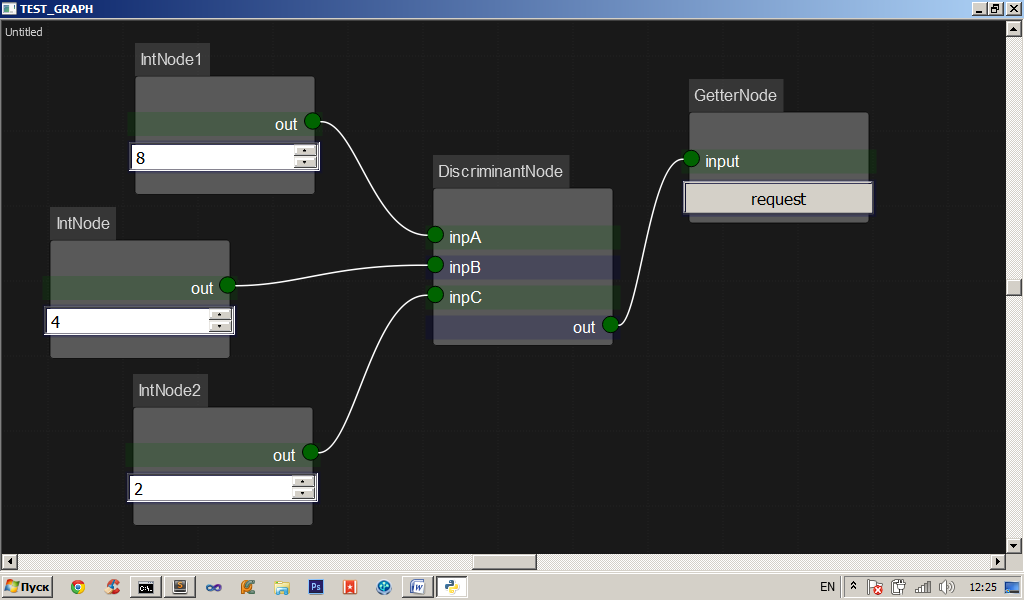 TEST_GRAPH
Untitled
IntNode1
out
8
IntNode
out
4
IntNode2
out
2
DiscriminantNode
inpA
inpB
inpC
out
GetterNode
input
request
Пуск
C:\
Ps
W
EN
12:25